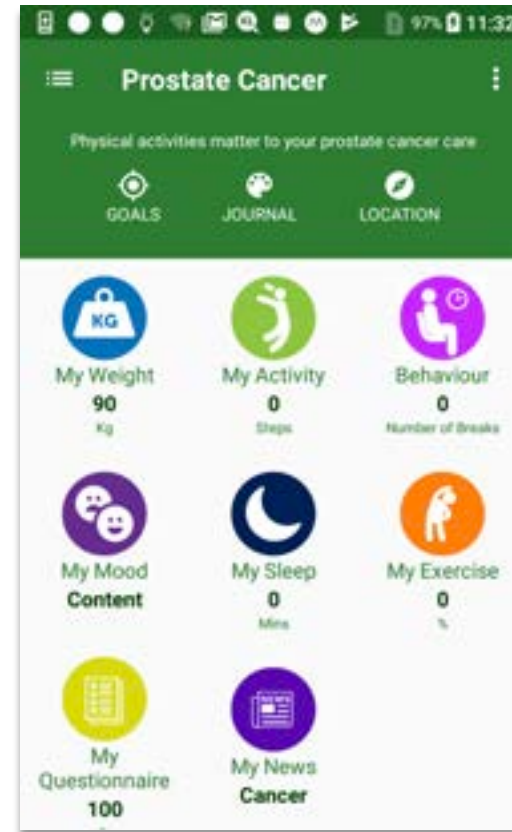 97% 11:32
Prostate Cancer
Physical activities matter to your prostate cancer care
GOALS JOURNAL LOCATION
KG
My Weight My Activity Behaviour
90 0 0
Kg Steps Number of Breaks
My Mood My Sleep My Exercise
Content 0 0
Mins %
NEWS
My
Questionnaire
My News
100
Cancer